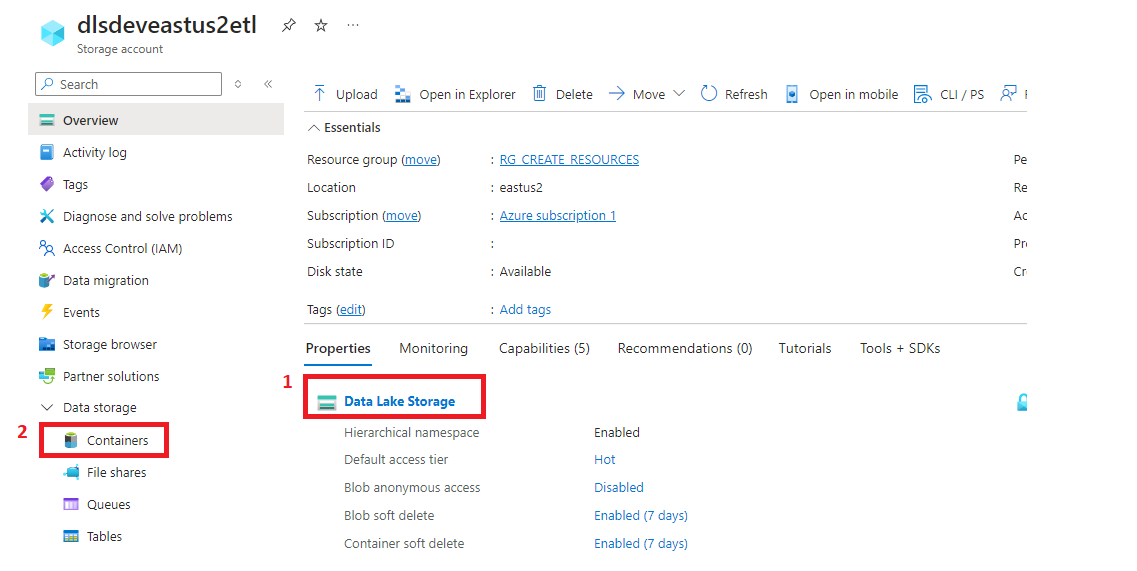 dlsdeveastus2etl
Storage account
Search
Overview
Activity log
Tags
Diagnose and solve problems
Access Control (IAM)
Data migration
Events
Storage browser
Partner solutions
Data storage
2
Containers
File shares
Queues
Tables
Upload Open in Explorer Delete Move Refresh Open in mobile CLI / PS
Essentials
Resource group (move) : RG_CREATE_RESOURCES Pe
Location : eastus2 Re
Subscription (move) : Azure subscription 1 Ac
Subscription ID : Pr
Disk state : Available Cr
Tags (edit) : Add tags
Properties Monitoring Capabilities (5) Recommendations (0) Tutorials Tools + SDKs
1 Data Lake Storage
Hierarchical namespace Enabled
Default access tier Hot
Blob anonymous access Disabled
Blob soft delete Enabled (7 days)
Container soft delete Enabled (7 days)